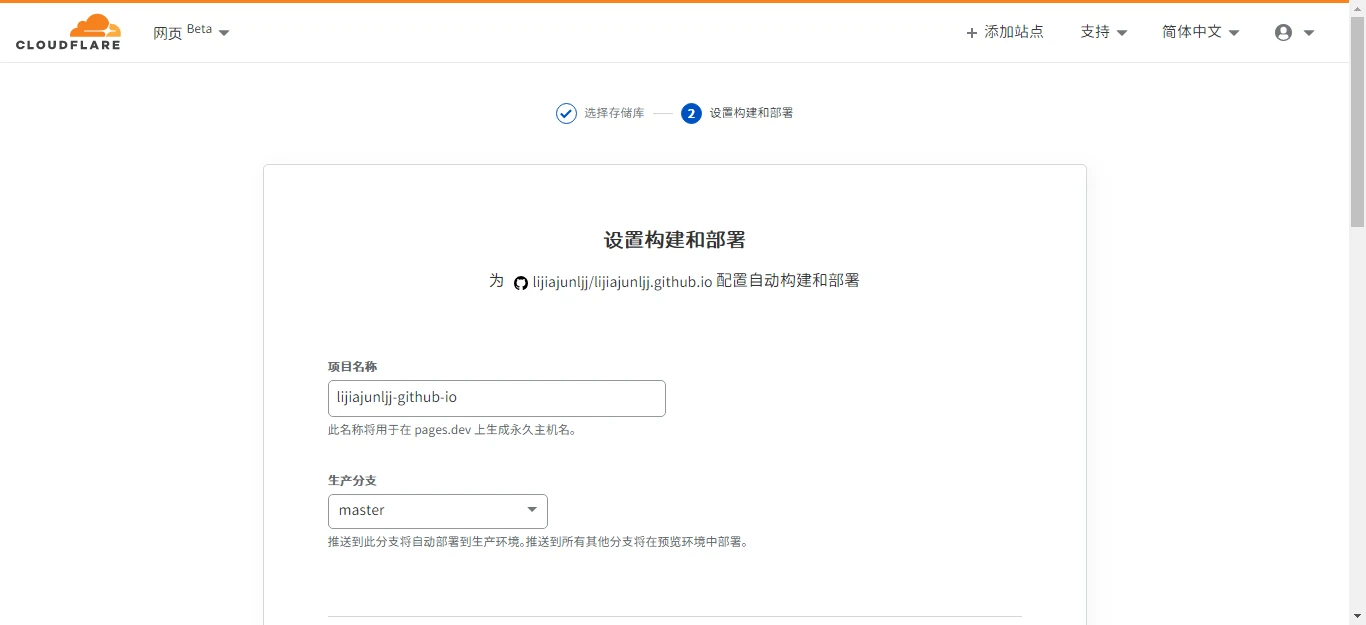 CLOUDFLARE
网页 Beta
+ 添加站点
支持
简体中文
选择存储库
2 设置构建和部署
设置构建和部署
为 lijiajunljj/lijiajunljj.github.io 配置自动构建和部署
项目名称
lijiajunljj-github-io
此名称将用于在 pages.dev 上生成永久主机名。
生产分支
master
推送到此分支将自动部署到生产环境。推送到所有其他分支将在预览环境中部署。